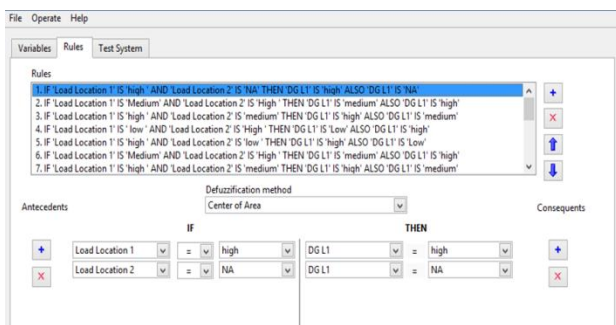 File Operate Help
Variables Rules Test System
Rules
1. IF 'Load Location 1' IS 'high ' AND 'Load Location 2' IS 'NA' THEN 'DG L1' IS 'high' ALSO 'DG L1' IS 'NA'
2. IF 'Load Location 1' IS 'Medium' AND 'Load Location 2' IS 'High ' THEN 'DG L1' IS 'medium' ALSO 'DG L1' IS 'high'
3. IF 'Load Location 1' IS 'high ' AND 'Load Location 2' IS 'medium' THEN 'DG L1' IS 'high' ALSO 'DG L1' IS 'medium'
4. IF 'Load Location 1' IS ' low ' AND 'Load Location 2' IS 'High ' THEN 'DG L1' IS 'Low' ALSO 'DG L1' IS 'high'
5. IF 'Load Location 1' IS 'high ' AND 'Load Location 2' IS 'low ' THEN 'DG L1' IS 'high' ALSO 'DG L1' IS 'Low'
6. IF 'Load Location 1' IS 'Medium' AND 'Load Location 2' IS 'High ' THEN 'DG L1' IS 'medium' ALSO 'DG L1' IS 'high'
7. IF 'Load Location 1' IS 'high ' AND 'Load Location 2' IS 'medium' THEN 'DG L1' IS 'high' ALSO 'DG L1' IS 'medium'
Defuzzification method
Antecedents Center of Area Consequents
IF THEN
Load Location 1 = high DG L1 = high
Load Location 2 = NA DG L1 = NA